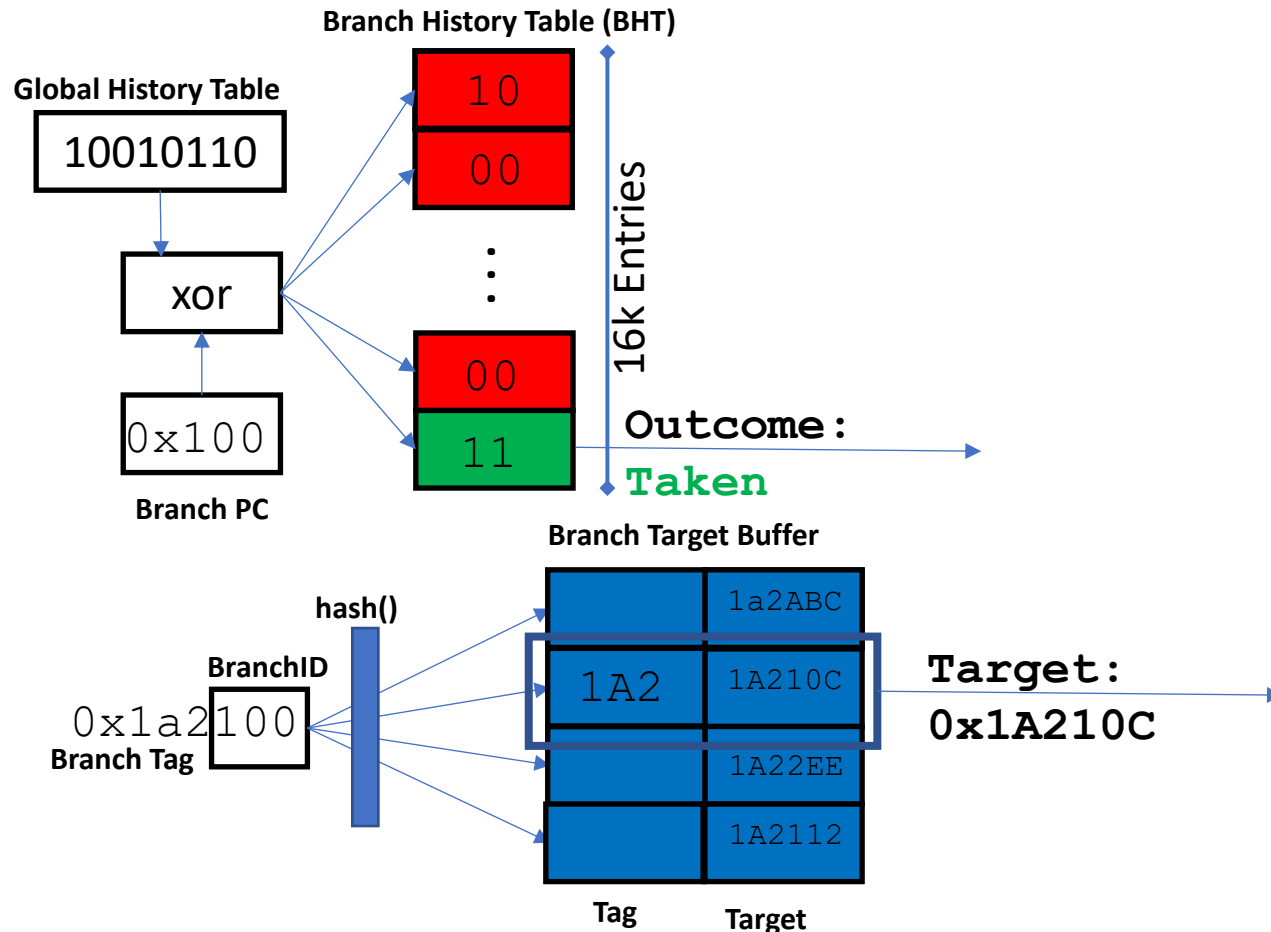 Branch History Table (BHT)
Global History Table
10010110
10
00
xor
16k Entries
0x100
Branch PC
00
11
Outcome:
Taken
Branch Target Buffer
hash()
BranchID
0x1a2100
Branch Tag
1a2ABC
1A2
1A210C
1A22EE
1A2112
Tag
Target
Target:
0x1A210C